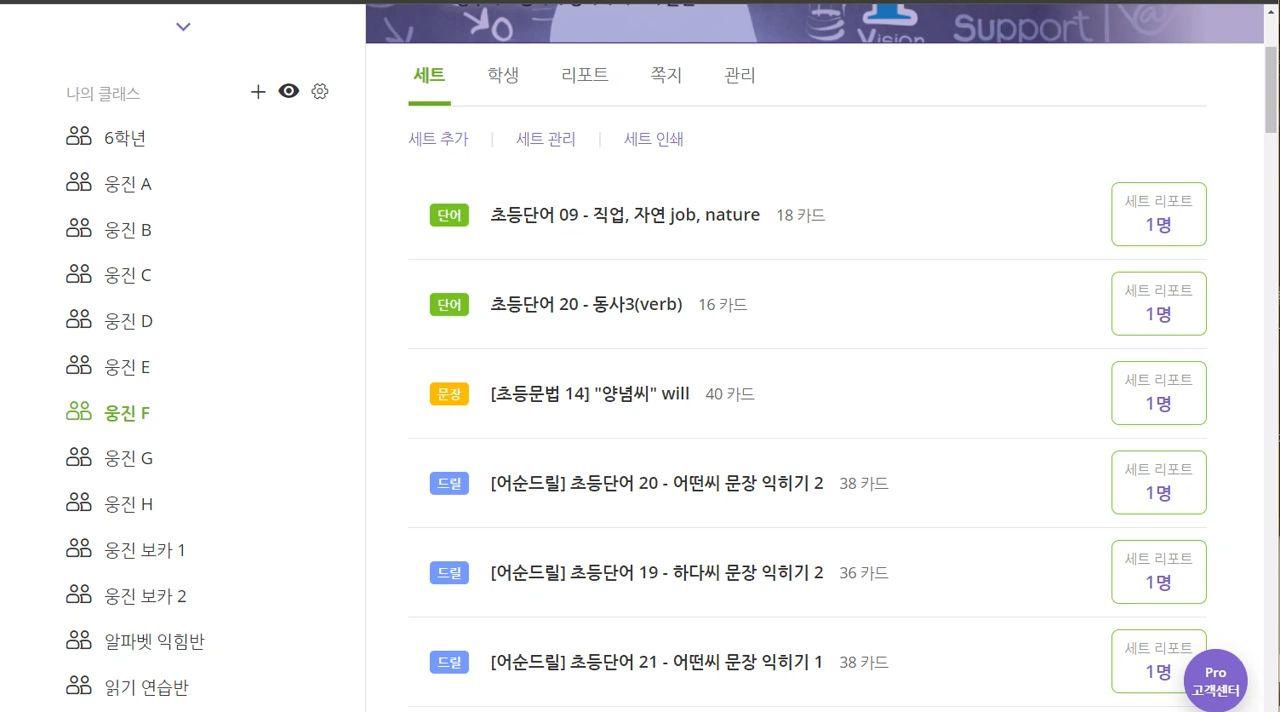 Vision
Support
나의 클래스
6학년
웅진 A
웅진 B
웅진 C
웅진 D
웅진 E
웅진 F
웅진 G
웅진 H
웅진 보카 1
웅진 보카 2
알파벳 익힘반
읽기 연습반
세트 학생 리포트 쪽지 관리
세트 추가 | 세트 관리 | 세트 인쇄
단어 초등단어 09 - 직업, 자연 job, nature 18 카드
세트 리포트
1명
단어 초등단어 20 - 동사3(verb) 16 카드
세트 리포트
1명
문장 [초등문법 14] "양념씨" will 40 카드
세트 리포트
1명
드릴 [어순드릴] 초등단어 20 - 어떤씨 문장 익히기 2 38 카드
세트 리포트
1명
드릴 [어순드릴] 초등단어 19 - 하다씨 문장 익히기 2 36 카드
세트 리포트
1명
드릴 [어순드릴] 초등단어 21 - 어떤씨 문장 익히기 1 38 카드
세트 리포트
1명
Pro
고객센터